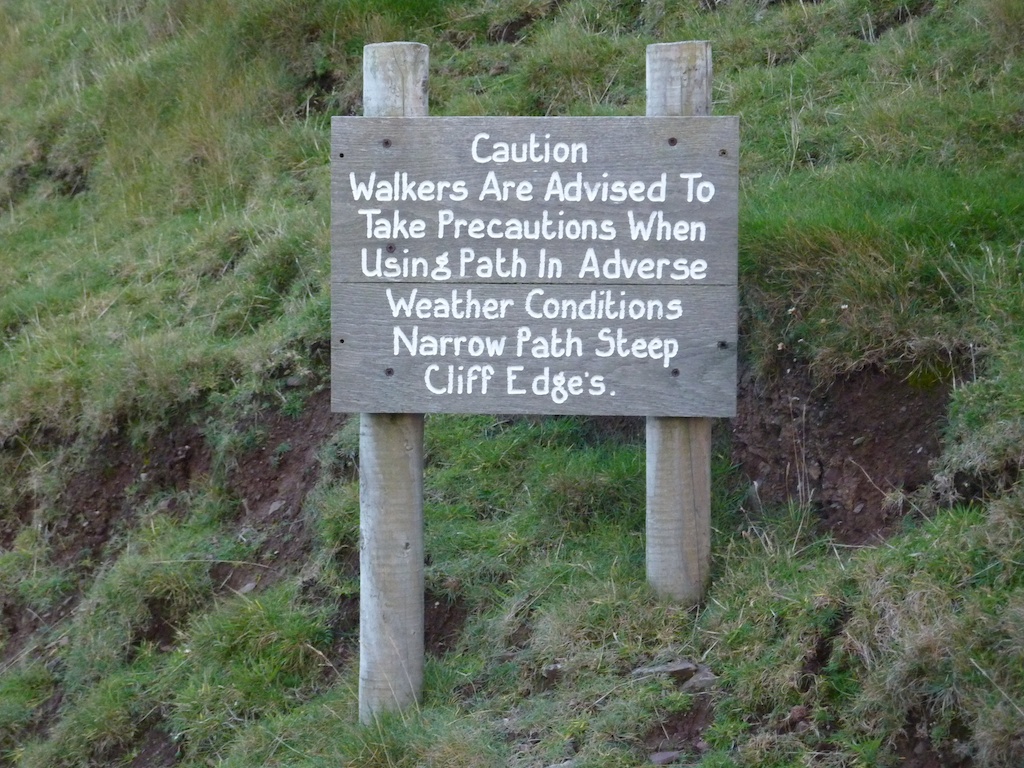 Caution
Walkers Are Advised To
Take Precautions When
Using Path In Adverse
Weather Conditions
Narrow Path Steep
Cliff Edge's.